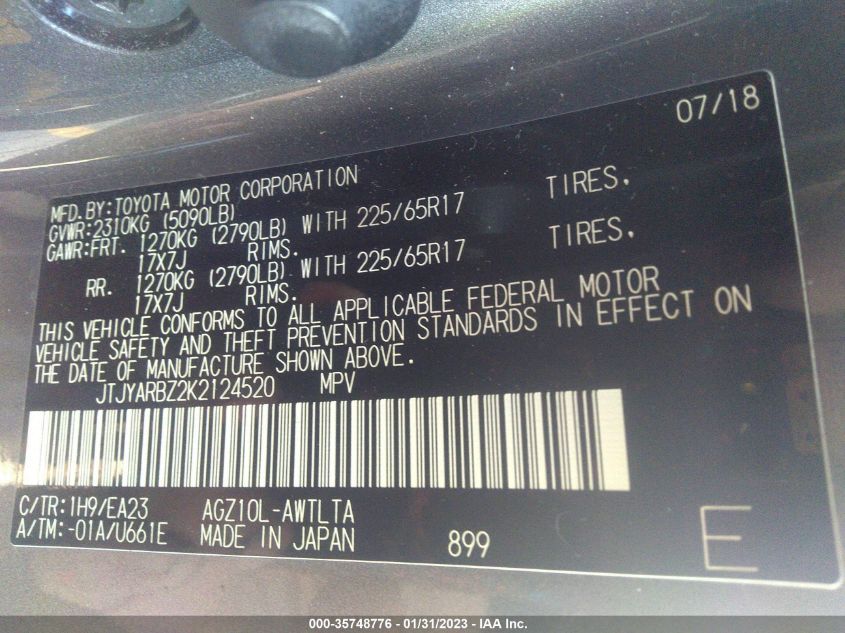 07/18
MFD.BY:TOYOTA MOTOR CORPORATION
GVWR:2310KG (5090LB)
GAWR:FRT. 1270KG (2790LB) WITH 225/65R17 TIRES,
17X7J RIMS.
RR. 1270KG (2790LB) WITH 225/65R17 TIRES,
17X7J RIMS.
THIS VEHICLE CONFORMS TO ALL APPLICABLE FEDERAL MOTOR
VEHICLE SAFETY AND THEFT PREVENTION STANDARDS IN EFFECT ON
THE DATE OF MANUFACTURE SHOWN ABOVE.
JTJYARBZ2K2124520 MPV
C/TR:1H9/EA23 AGZ10L-AWTLTA
A/TM:-01A/U661E MADE IN JAPAN 899 E
000-35748776 - 01/31/2023 - IAA Inc.